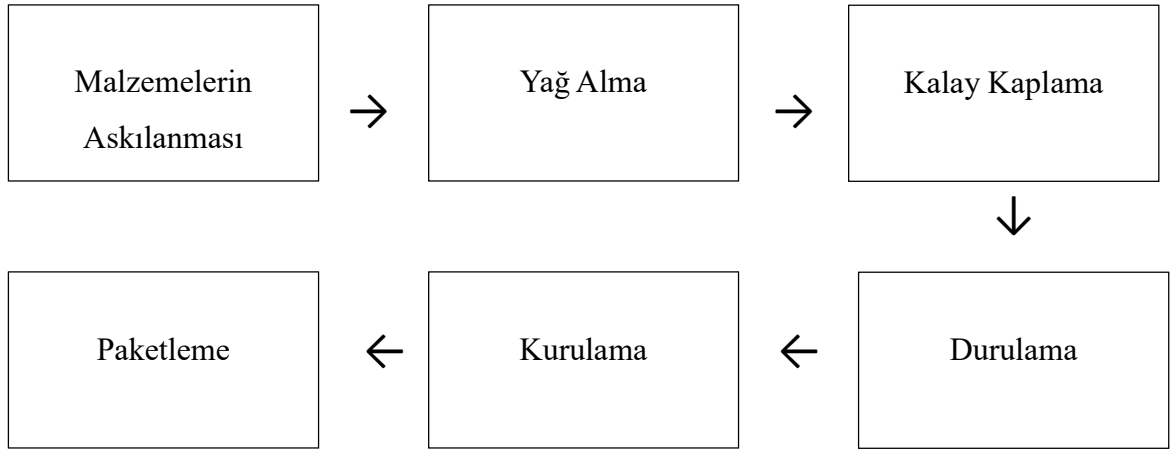 Malzemelerin
Askılanması
Yağ Alma
Kalay Kaplama
Durulama
Kurulama
Paketleme